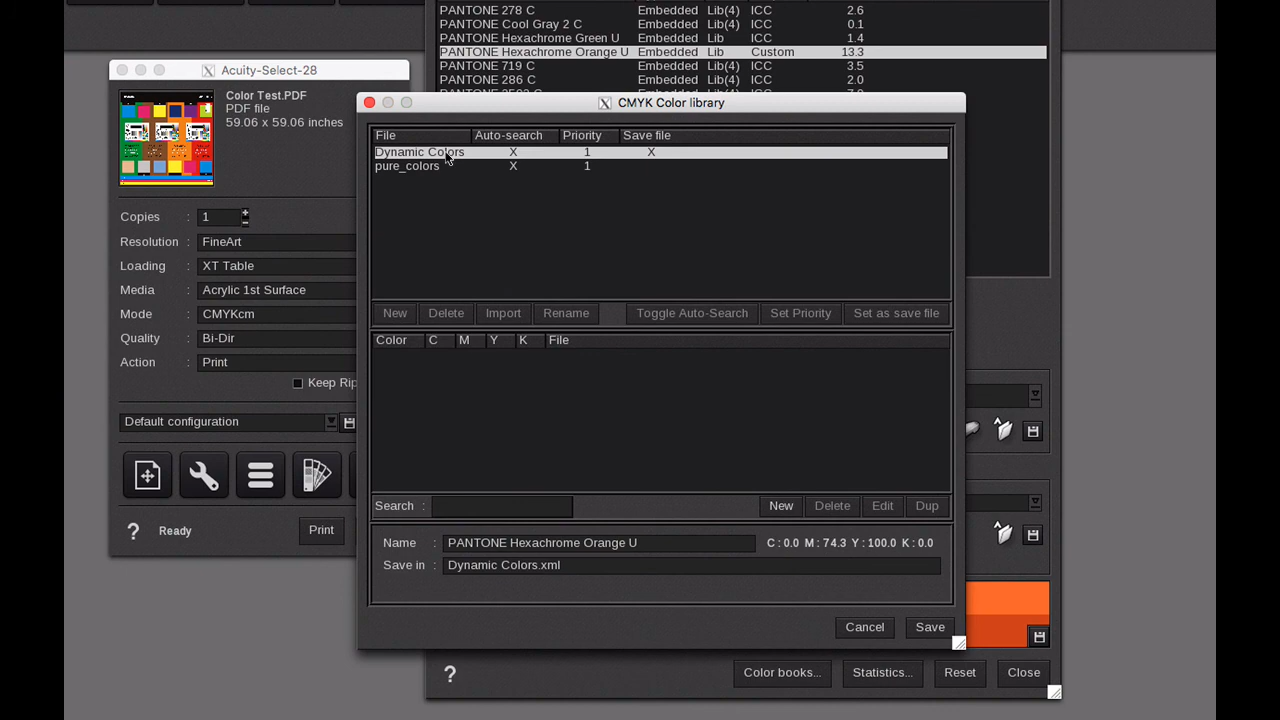 PANTONE 278 C Embedded Lib(4) ICC 2.6
PANTONE Cool Gray 2 C Embedded Lib(4) ICC 0.1
PANTONE Hexachrome Green U Embedded Lib ICC 1.4
PANTONE Hexachrome Orange U Embedded Lib Custom 13.3
PANTONE 719 C Embedded Lib(4) ICC 3.5
PANTONE 286 C Embedded Lib(4) ICC 2.0
Acuity-Select-28
Color Test.PDF
PDF file
59.06 x 59.06 inches
Copies : 1
Resolution : FineArt
Loading : XT Table
Media : Acrylic 1st Surface
Mode : CMYKcm
Quality : Bi-Dir
Action : Print
Keep Rip
Default configuration
? Ready Print
CMYK Color library
File Auto-search Priority Save file
Dynamic Colors X 1 X
pure_colors X 1
New Delete Import Rename Toggle Auto-Search Set Priority Set as save file
Color C M Y K File
Search : New Delete Edit Dup
Name : PANTONE Hexachrome Orange U C : 0.0 M : 74.3 Y : 100.0 K : 0.0
Save in : Dynamic Colors.xml
Cancel Save
? Color books... Statistics... Reset Close